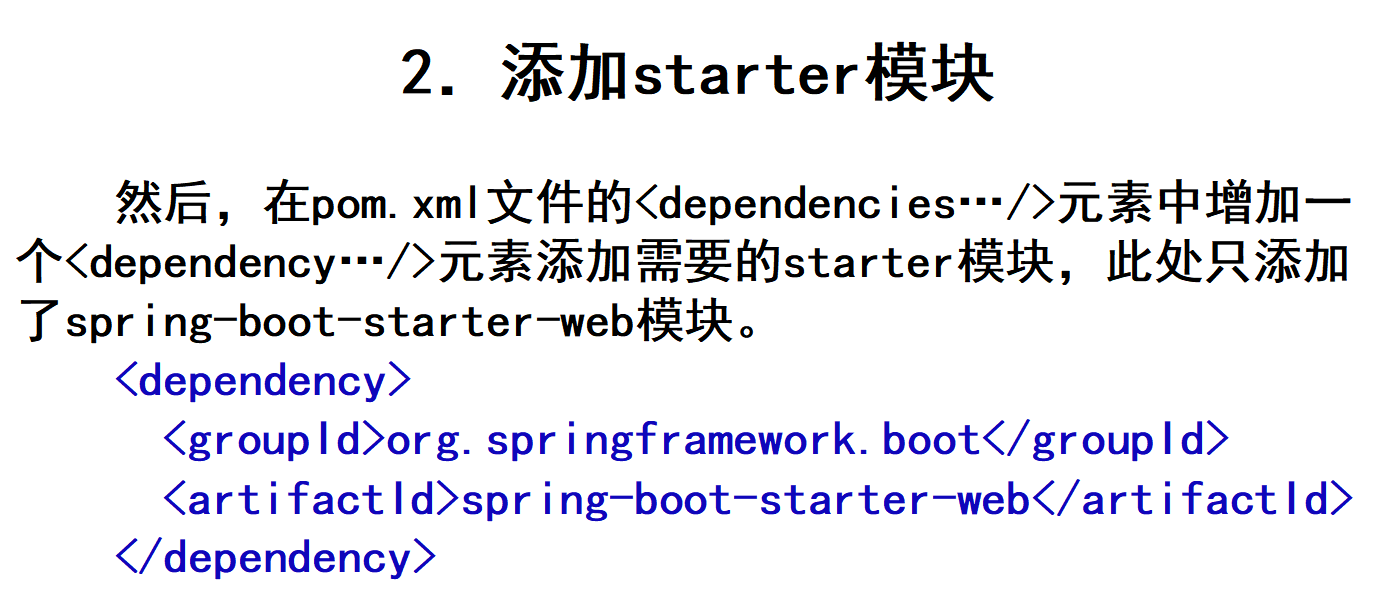 2. 添加starter模块
然后，在pom.xml文件的<dependencies…/>元素中增加一
个<dependency…/>元素添加需要的starter模块，此处只添加
了spring-boot-starter-web模块。
<dependency>
<groupId>org.springframework.boot</groupId>
<artifactId>spring-boot-starter-web</artifactId>
</dependency>